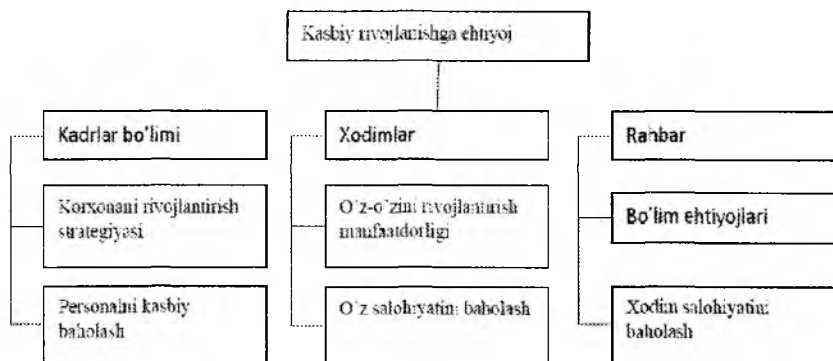 Kasbiy rivojlanishga ehtiyoj
Kadrlar bo'limi
Xodimlar
Rahbar
Korxonani rivojlantirish
strategiyasi
O'z-o'zini rivojlantirish
manfaatdorligi
Bo'lim ehtiyojlari
Personalni kasbiy
baholash
O'z salohiyatini baholash
Xodim salohiyatini
baholash